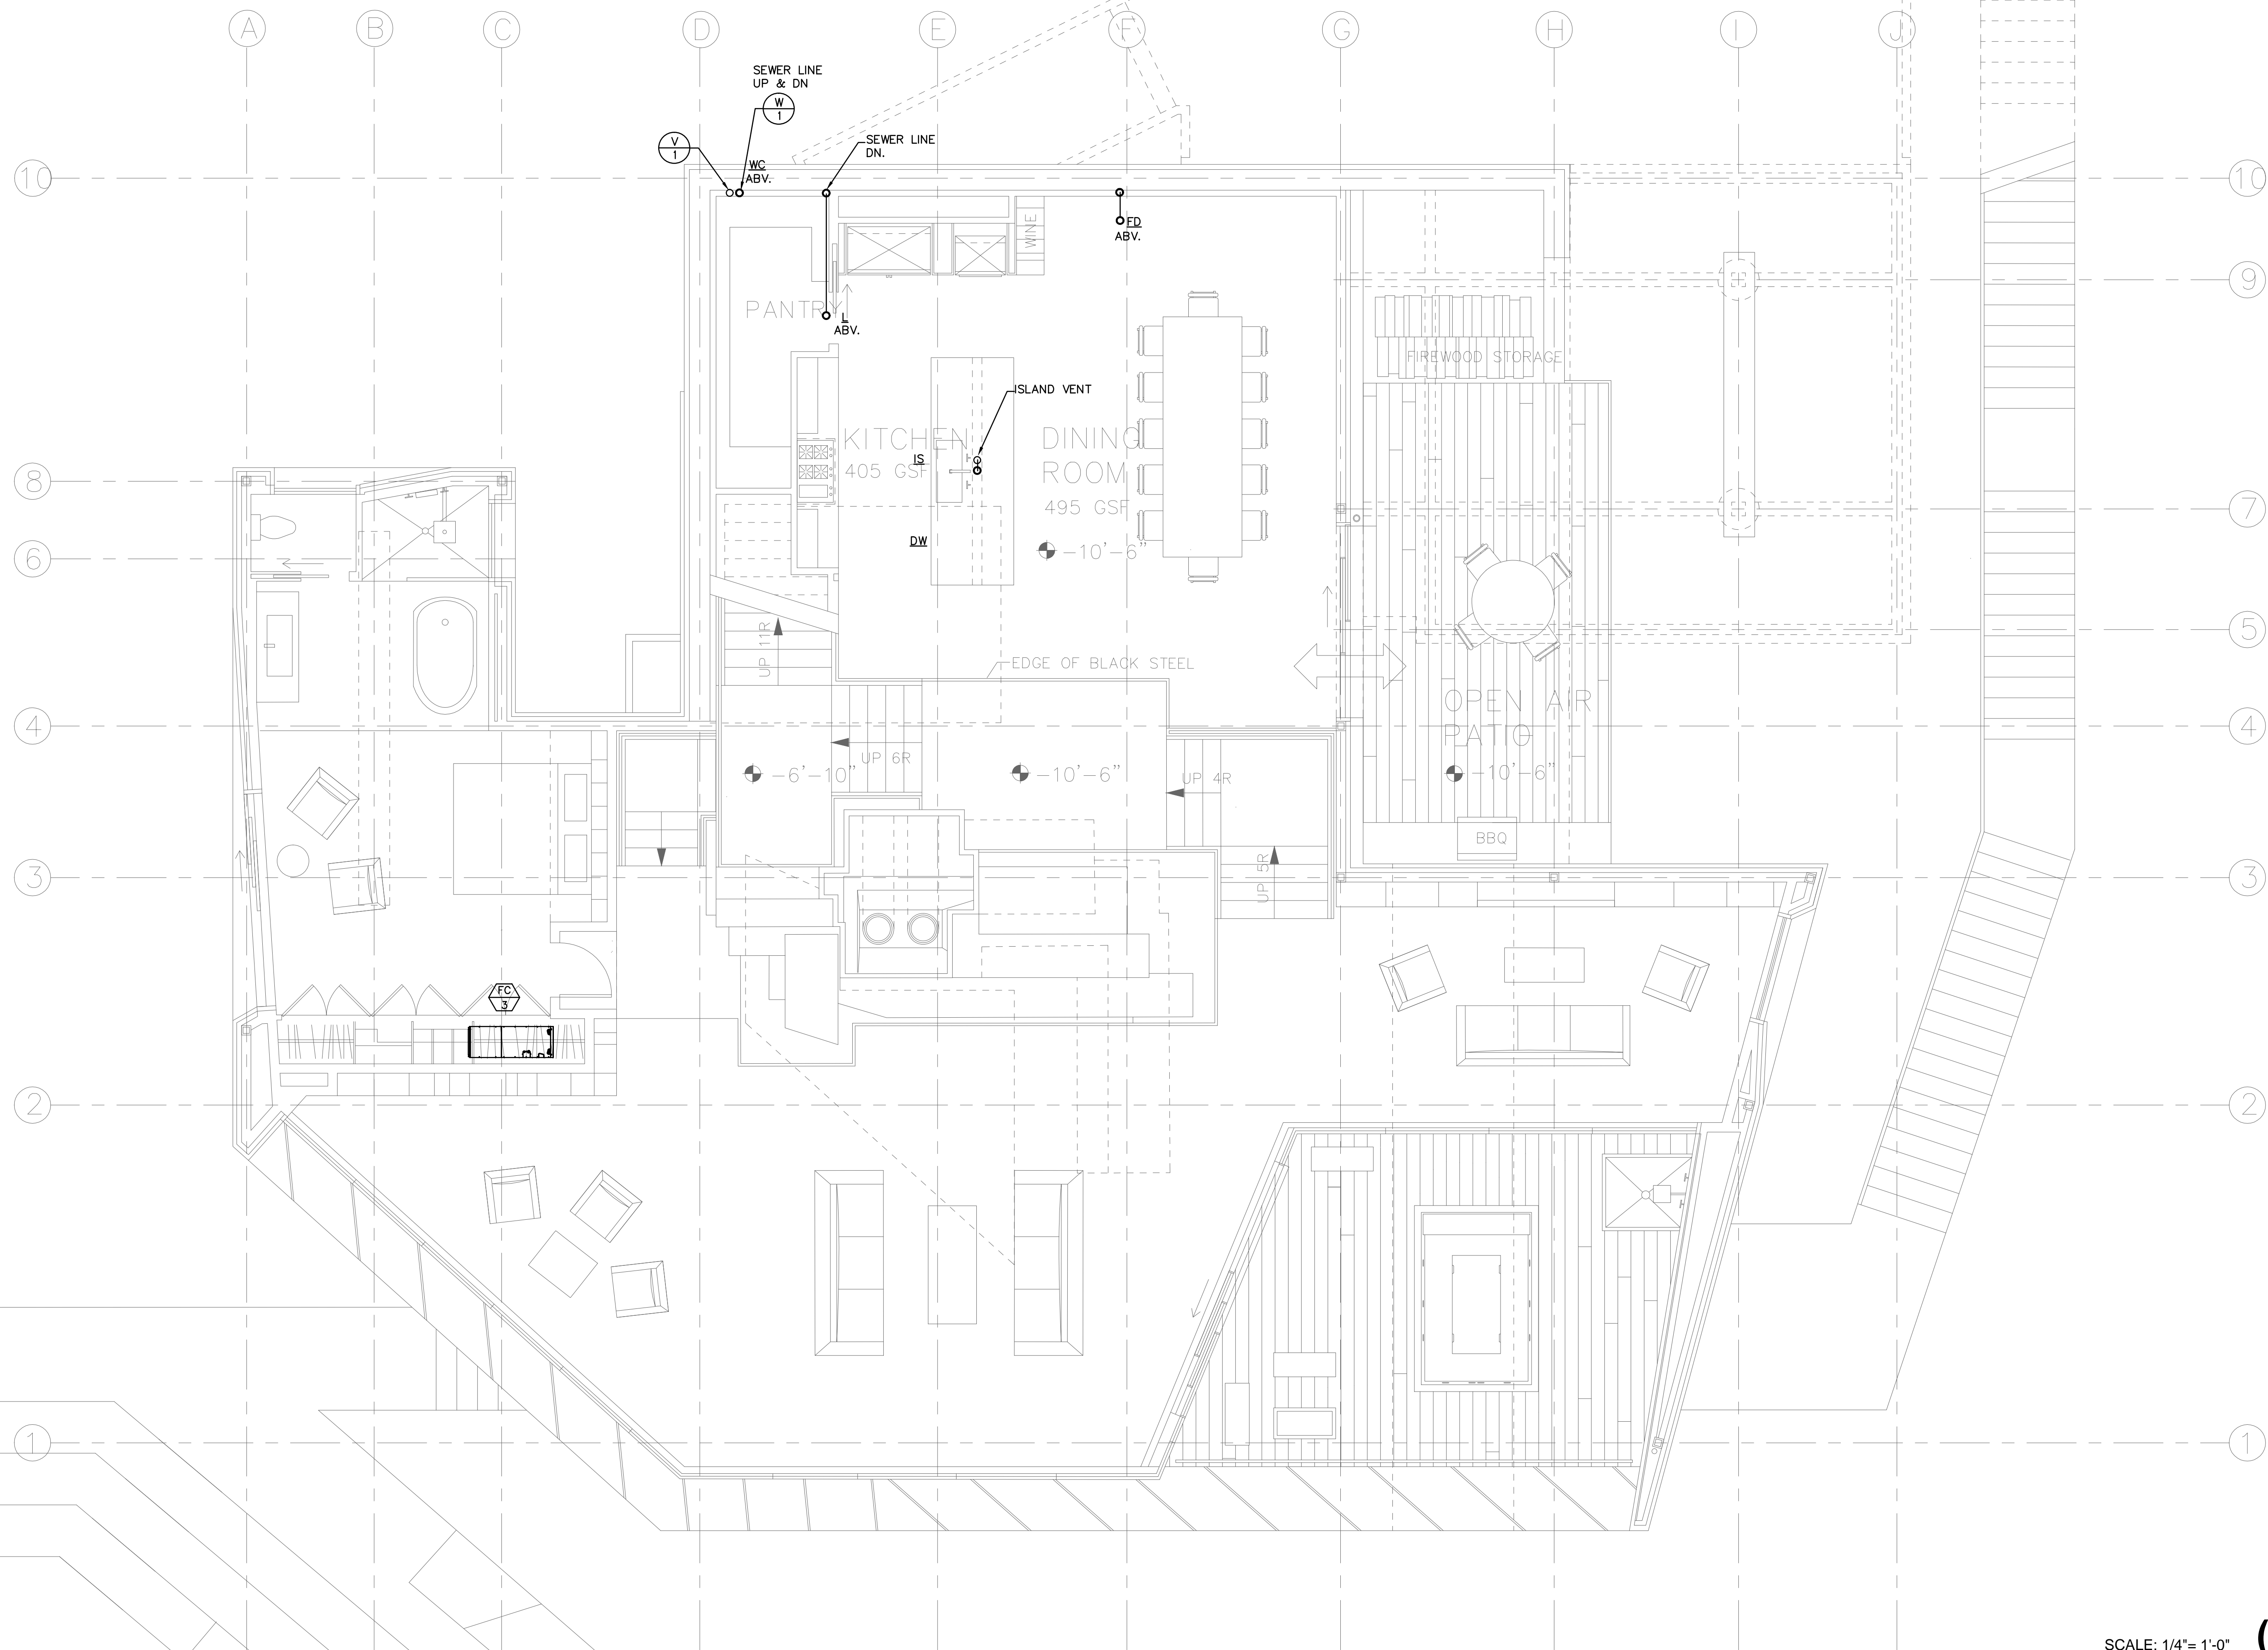 A B C D E F G H I J
SEWER LINE
UP & DN
W
1
V
1
SEWER LINE
DN.
WC
ABV.
10
10
FD
ABV.
WINE
9
PANTRY
L
ABV.
FIREWOOD STORAGE
ISLAND VENT
KITCHEN
405 GSF
IS
DINING
ROOM
495 GSF
8
7
DW
-10'-6"
6
UP 11R
5
EDGE OF BLACK STEEL
OPEN AIR
PATIO
4
4
UP 6R
-6'-10"
-10'-6"
UP 4R
-10'-6"
BBQ
UP 5R
3
3
FC
3
2
2
1
1
SCALE: 1/4"= 1'-0"